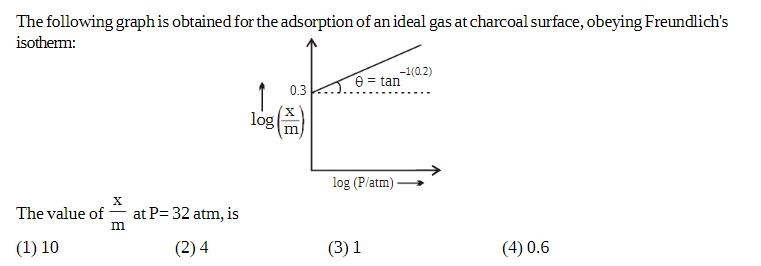 The following graph is obtained for the adsorption of an ideal gas at charcoal surface, obeying Freundlich's
isotherm:
θ = tan⁻¹⁽⁰·²⁾
0.3
log(x/m)
log (P/atm)
The value of x/m at P= 32 atm, is
(1) 10 (2) 4 (3) 1 (4) 0.6